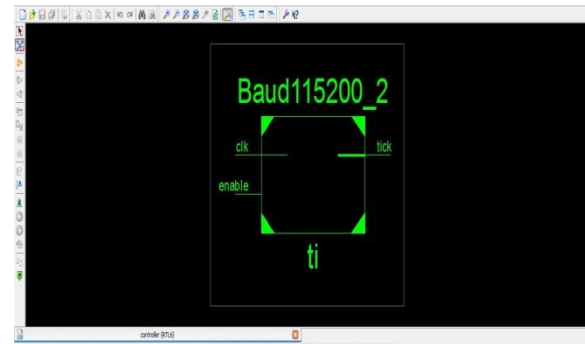 Baud115200_2
clk
tick
enable
ti
controller (RTL6)